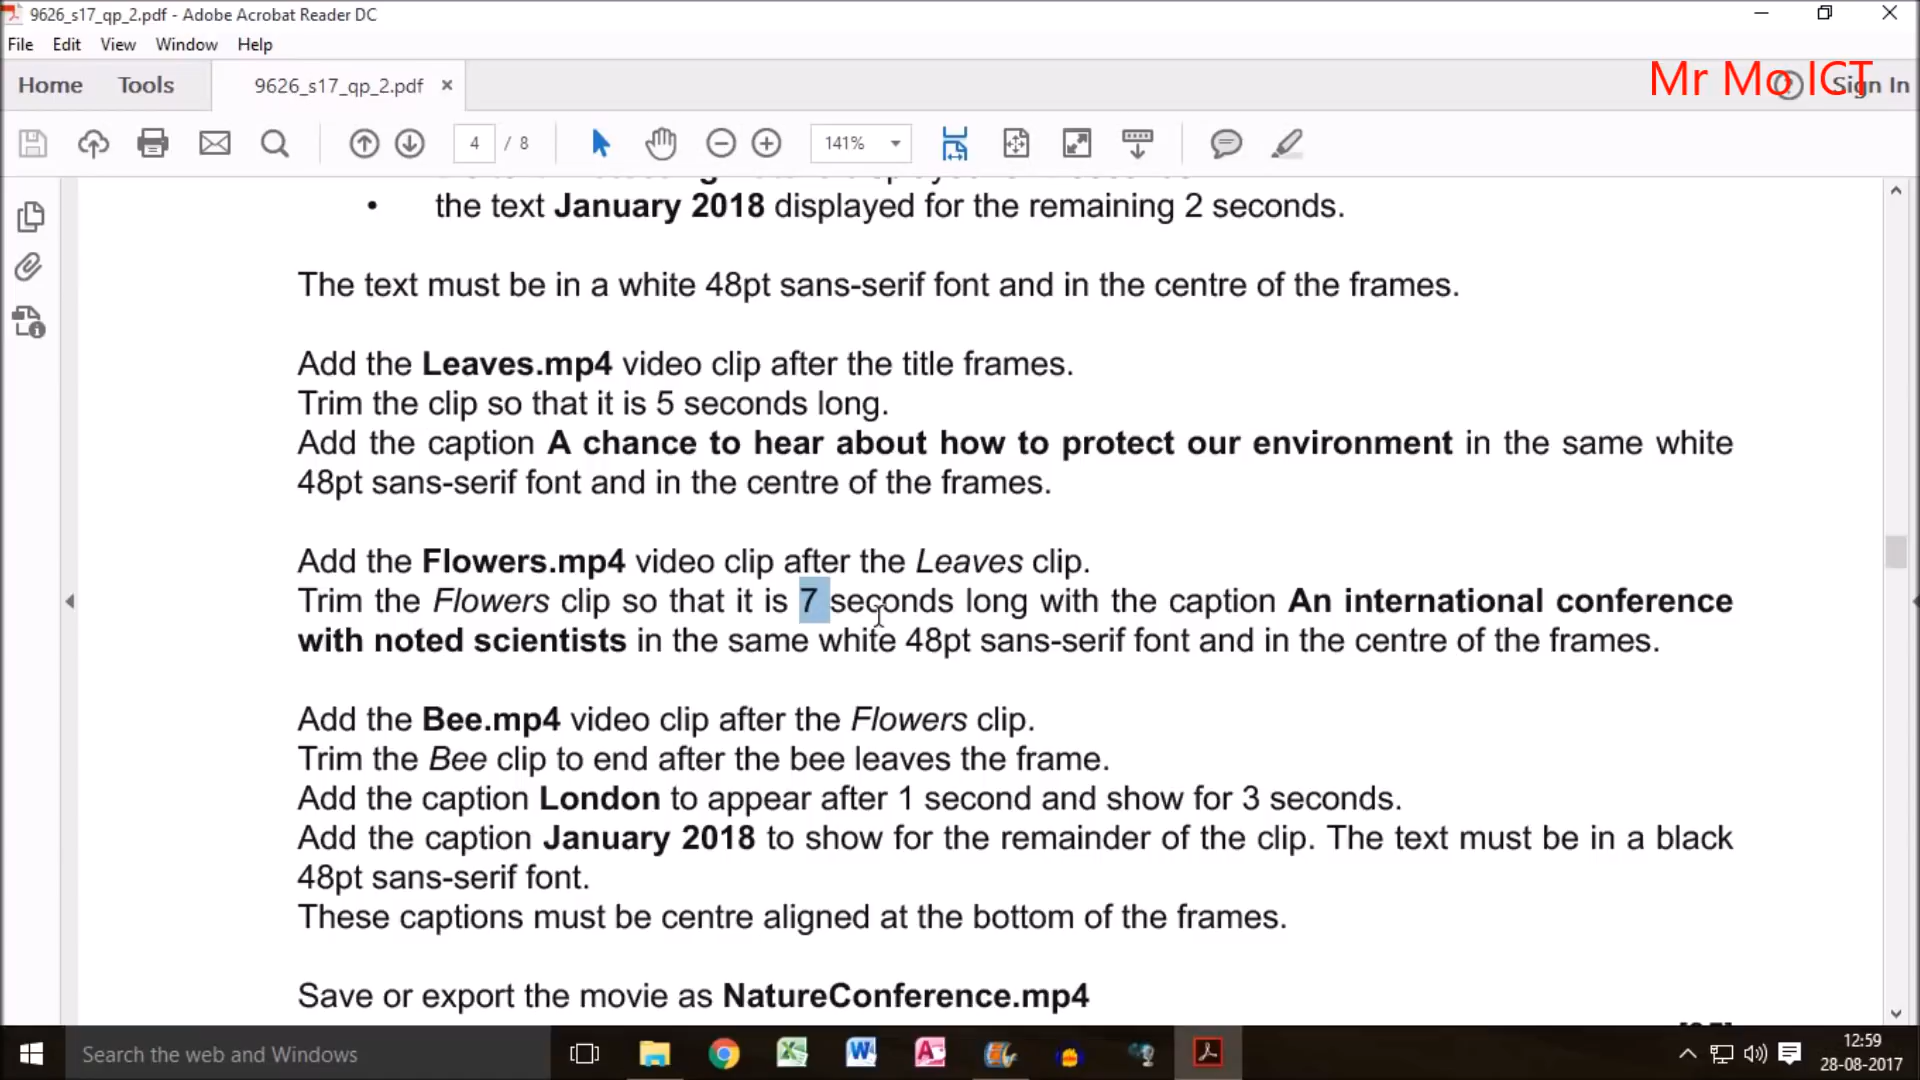 9626_s17_qp_2.pdf - Adobe Acrobat Reader DC
File Edit View Window Help
Home Tools 9626_s17_qp_2.pdf ×
Mr Mo ICT
Sign In
4 / 8 141%
• the text January 2018 displayed for the remaining 2 seconds.
The text must be in a white 48pt sans-serif font and in the centre of the frames.
Add the Leaves.mp4 video clip after the title frames.
Trim the clip so that it is 5 seconds long.
Add the caption A chance to hear about how to protect our environment in the same white
48pt sans-serif font and in the centre of the frames.
Add the Flowers.mp4 video clip after the Leaves clip.
Trim the Flowers clip so that it is 7 seconds long with the caption An international conference
with noted scientists in the same white 48pt sans-serif font and in the centre of the frames.
Add the Bee.mp4 video clip after the Flowers clip.
Trim the Bee clip to end after the bee leaves the frame.
Add the caption London to appear after 1 second and show for 3 seconds.
Add the caption January 2018 to show for the remainder of the clip. The text must be in a black
48pt sans-serif font.
These captions must be centre aligned at the bottom of the frames.
Save or export the movie as NatureConference.mp4
Search the web and Windows
12:59
28-08-2017